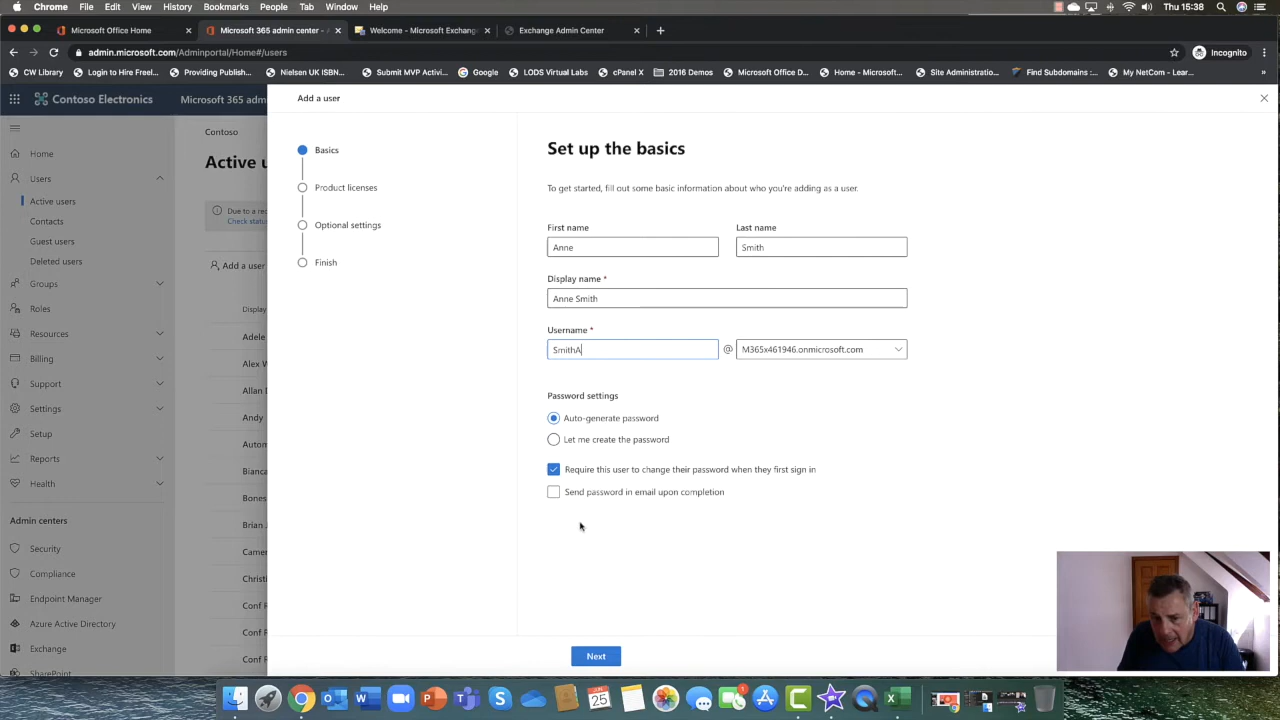 Chrome File Edit View History Bookmarks People Tab Window Help Thu 15:38
Microsoft Office Home Microsoft 365 admin center - A Welcome - Microsoft Exchange Exchange Admin Center
admin.microsoft.com/Adminportal/Home#/users Incognito
CW Library Login to Hire Freel... Providing Publish... Nielsen UK ISBN... Submit MVP Activi... Google LODS Virtual Labs cPanel X 2016 Demos Microsoft Office D... Home - Microsoft... Site Administratio... Find Subdomains :... My NetCom - Lear... »
Contoso Electronics Microsoft 365 adm
Add a user
Contoso
Active u
Due to a rec
Check status
Add a user
Display
Adele
Alex W
Allan
Andy
Autom
Bianca
Bones
Brian
Camer
Christi
Conf R
Conf R
Conf R
Home
Users
Active users
Contacts
Guest users
Deleted users
Groups
Roles
Resources
Billing
Support
Settings
Setup
Reports
Health
Admin centers
Security
Compliance
Endpoint Manager
Azure Active Directory
Exchange
SharePoint
Basics
Product licenses
Optional settings
Finish
Set up the basics
To get started, fill out some basic information about who you're adding as a user.
First name Last name
Anne Smith
Display name *
Anne Smith
Username *
SmithA @ M365x461946.onmicrosoft.com
Password settings
Auto-generate password
Let me create the password
Require this user to change their password when they first sign in
Send password in email upon completion
Next
25
1